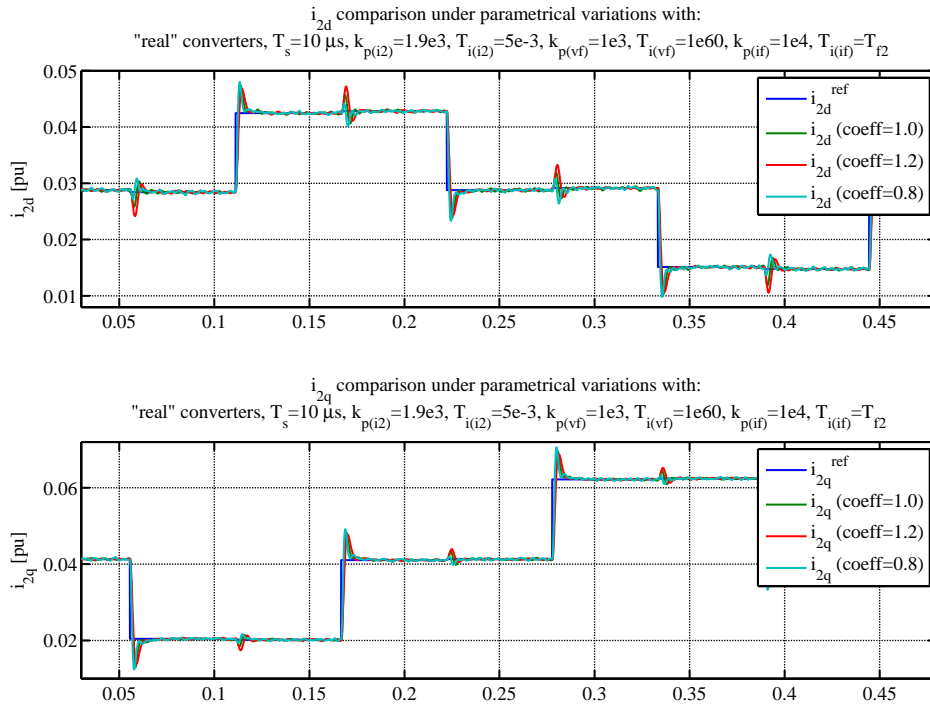 i2d comparison under parametrical variations with:
"real" converters, Ts=10 μs, kp(i2)=1.9e3, Ti(i2)=5e-3, kp(vf)=1e3, Ti(vf)=1e60, kp(if)=1e4, Ti(if)=Tf2
i2d [pu]
0.05
0.04
0.03
0.02
0.01
i2d ref
i2d (coeff=1.0)
i2d (coeff=1.2)
i2d (coeff=0.8)
0.05 0.1 0.15 0.2 0.25 0.3 0.35 0.4 0.45
i2q comparison under parametrical variations with:
"real" converters, Ts=10 μs, kp(i2)=1.9e3, Ti(i2)=5e-3, kp(vf)=1e3, Ti(vf)=1e60, kp(if)=1e4, Ti(if)=Tf2
i2q [pu]
0.06
0.04
0.02
i2q ref
i2q (coeff=1.0)
i2q (coeff=1.2)
i2q (coeff=0.8)
0.05 0.1 0.15 0.2 0.25 0.3 0.35 0.4 0.45